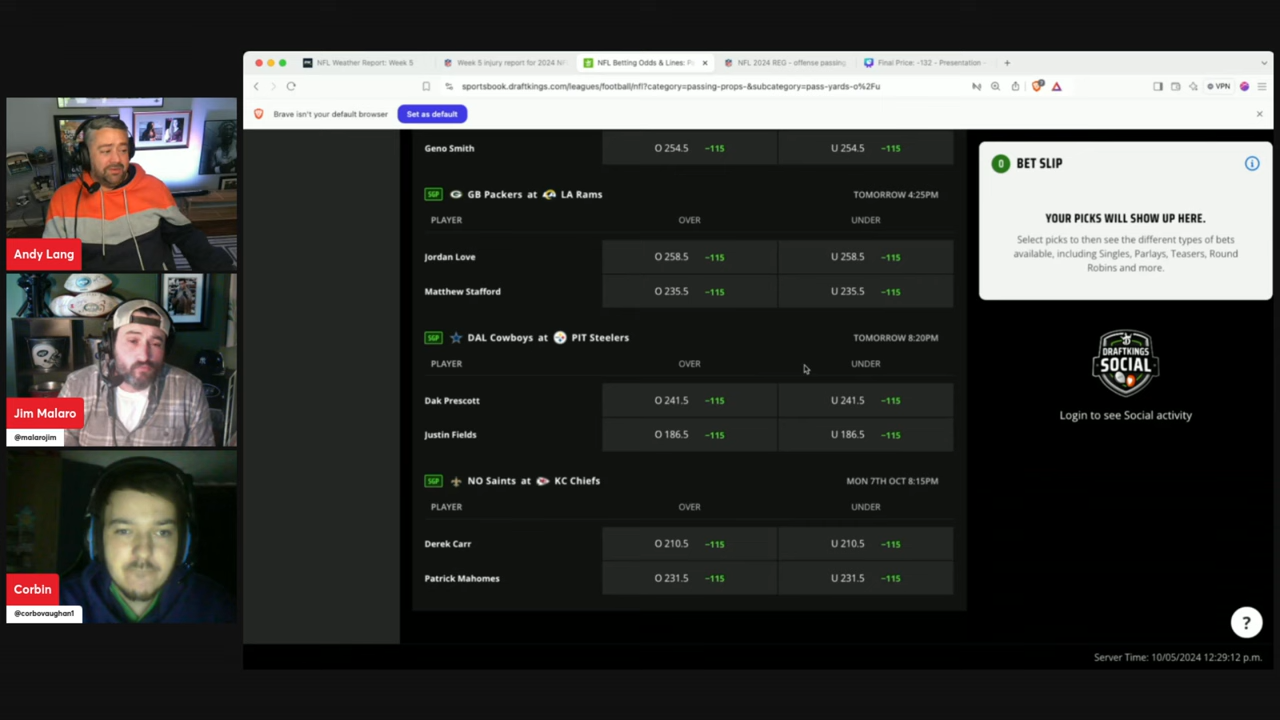 NFL Weather Report: Week 5
Week 5 injury report for 2024 NF
NFL Betting Odds & Lines: P
NFL 2024 REG - offense passing
Final Price: -132 - Presentation -
sportsbook.draftkings.com/leagues/football/nfl?category=passing-props-&subcategory=pass-yards-o%2Fu
VPN
Brave isn't your default browser
Set as default
Geno Smith O 254.5 -115 U 254.5 -115
SGP GB Packers at LA Rams TOMORROW 4:25PM
PLAYER OVER UNDER
Jordan Love O 258.5 -115 U 258.5 -115
Matthew Stafford O 235.5 -115 U 235.5 -115
SGP DAL Cowboys at PIT Steelers TOMORROW 8:20PM
PLAYER OVER UNDER
Dak Prescott O 241.5 -115 U 241.5 -115
Justin Fields O 186.5 -115 U 186.5 -115
SGP NO Saints at KC Chiefs MON 7TH OCT 8:15PM
PLAYER OVER UNDER
Derek Carr O 210.5 -115 U 210.5 -115
Patrick Mahomes O 231.5 -115 U 231.5 -115
0 BET SLIP
YOUR PICKS WILL SHOW UP HERE.
Select picks to then see the different types of bets
available, including Singles, Parlays, Teasers, Round
Robins and more.
DRAFTKINGS
SOCIAL
Login to see Social activity
?
Server Time: 10/05/2024 12:29:12 p.m.
Andy Lang
Jim Malaro
@malarojim
Corbin
@corbovaughan1